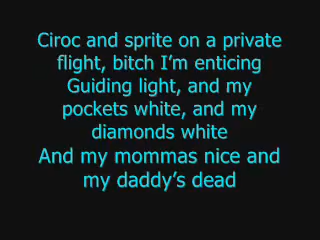 Ciroc and sprite on a private
flight, bitch I’m enticing
Guiding light, and my
pockets white, and my
diamonds white
And my mommas nice and
my daddy’s dead